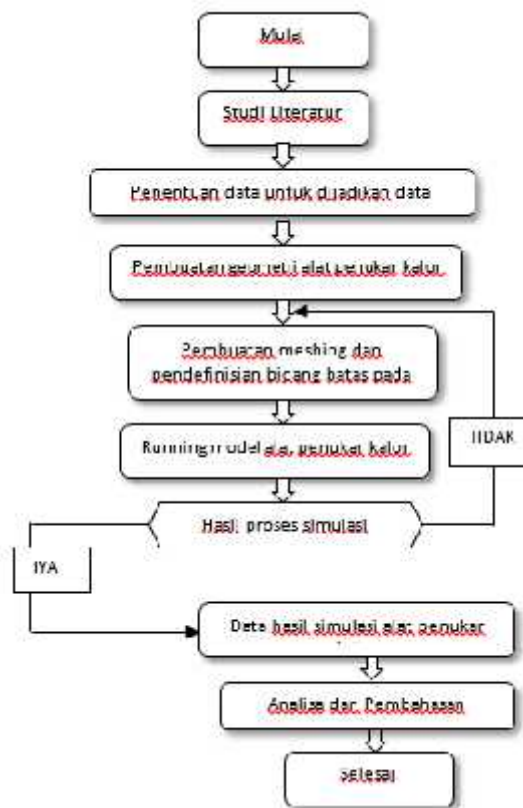 Mulai
Studi Literatur
Penentuan data untuk dijadikan data
Pembuatan geometri alat penukar kalor
Pembuatan meshing dan
pendefinisian bidang batas pada
Running model alat penukar kalor
TIDAK
Hasil proses simulasi
IYA
Data hasil simulasi alat penukar
Analisa dan Pembahasan
Selesai